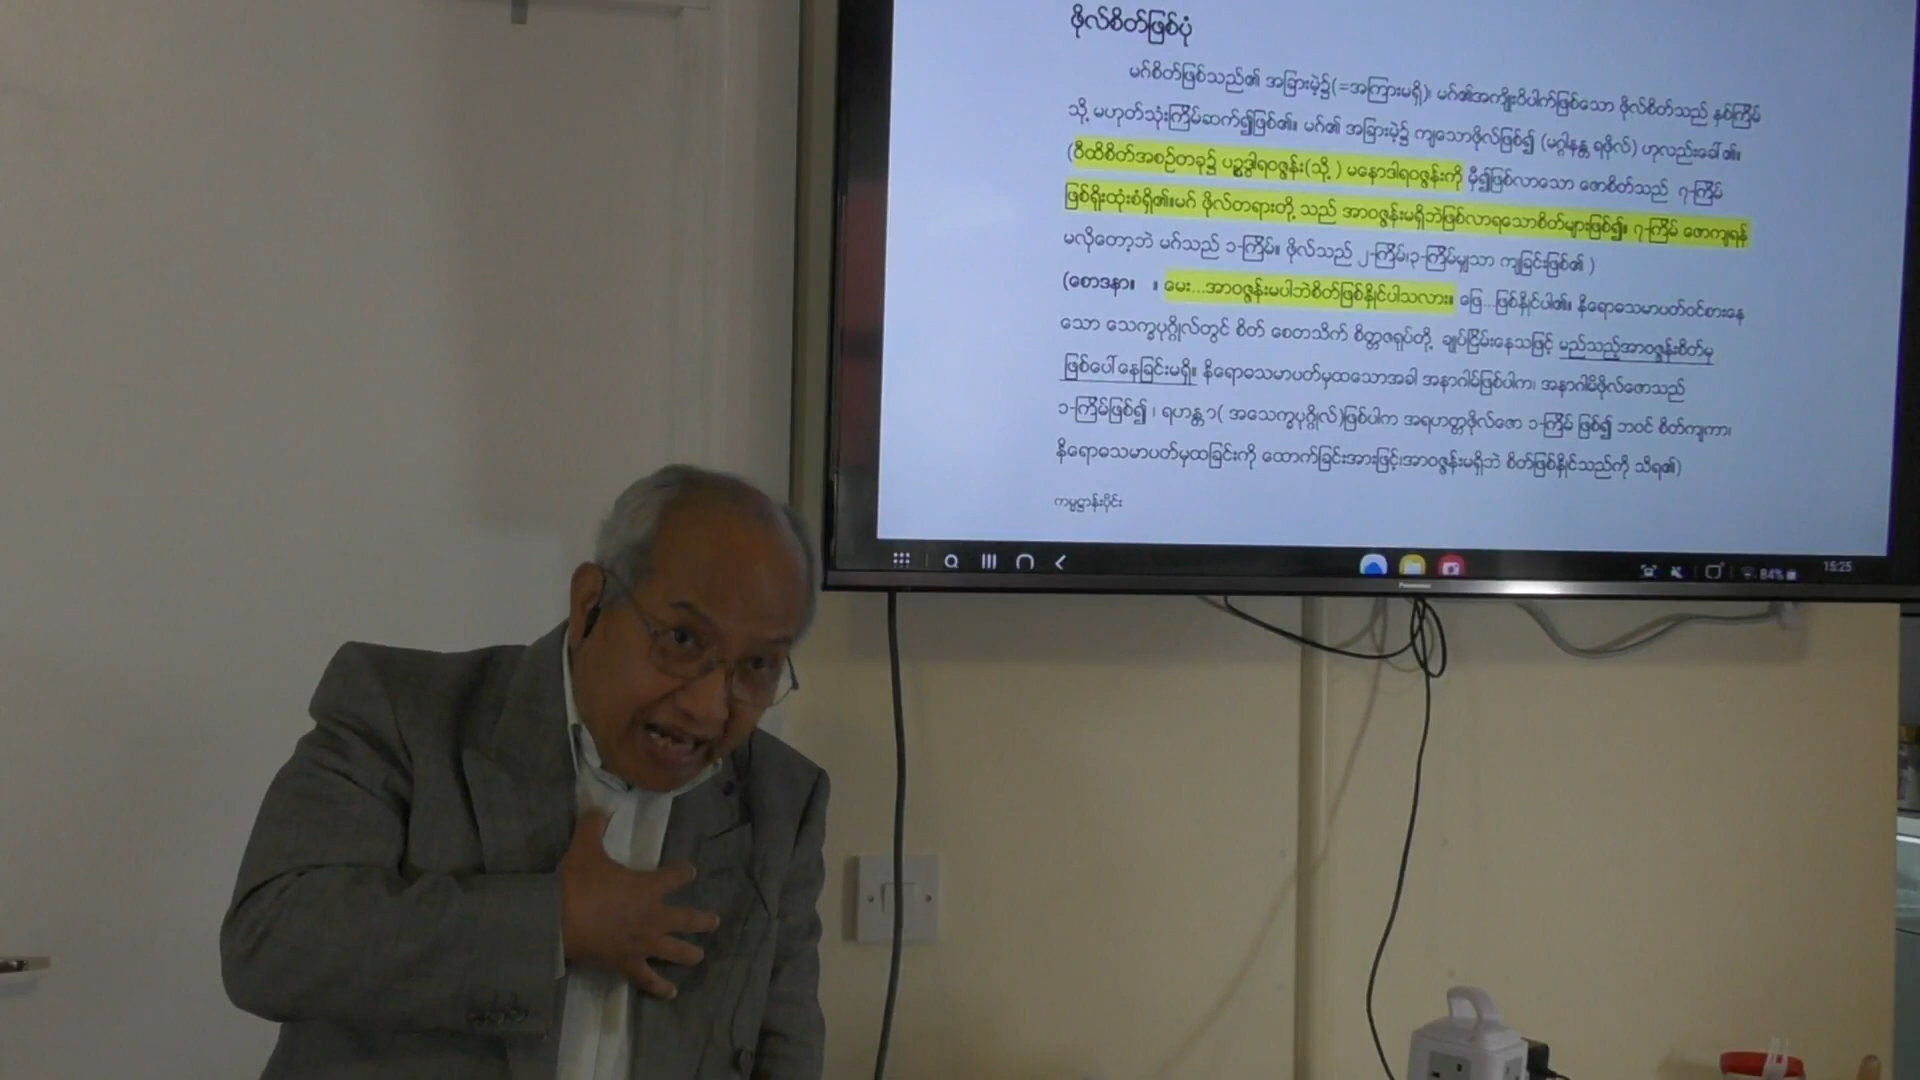 ဖိုလ်စိတ်ဖြစ်ပုံ
မဂ်စိတ်ဖြစ်သည်၏ အခြားမဲ့၌(=အကြားမရှိ)၊ မဂ်၏အကျိုးဝိပါက်ဖြစ်သော ဖိုလ်စိတ်သည် နှစ်ကြိမ်
သို့ မဟုတ်သုံးကြိမ်ဆက်၍ဖြစ်၏။ မဂ်၏ အခြားမဲ့၌ ကျသောဖိုလ်ဖြစ်၍ (မဂ္ဂါနန္တ ရဖိုလ်) ဟုလည်းခေါ်၏။
(ဝီထိစိတ်အစဉ်တခု၌ ပဉ္စဒွါရဝဇ္ဇန်း(သို့ ) မနောဒါရဝဇ္ဇန်းကို မှီ၍ဖြစ်လာသော ဇောစိတ်သည် ၇-ကြိမ်
ဖြစ်ရိုးထုံးစံရှိ၏။မဂ် ဖိုလ်တရားတို့ သည် အာဝဇ္ဇန်းမရှိဘဲဖြစ်လာရသောစိတ်များဖြစ်၍။ ၇-ကြိမ် ဇောကျရန်
မလိုတော့ဘဲ မဂ်သည် ၁-ကြိမ်။ ဖိုလ်သည် ၂-ကြိမ်၊၃-ကြိမ်မျှသာ ကျခြင်းဖြစ်၏ )
(စောဒနာ။ ။ မေး...အာဝဇ္ဇန်းမပါဘဲစိတ်ဖြစ်နိုင်ပါသလား။ ဖြေ...ဖြစ်နိုင်ပါ၏။ နိရောဓသမာပတ်ဝင်စားနေ
သော သေက္ခပုဂ္ဂိုလ်တွင် စိတ် စေတသိက် စိတ္တဇရုပ်တို့ ချုပ်ငြိမ်းနေသဖြင့် မည်သည့်အာဝဇ္ဇန်းစိတ်မှ
ဖြစ်ပေါ်နေခြင်းမရှိ။ နိရောဓသမာပတ်မှထသောအခါ အနာဂါမ်ဖြစ်ပါက၊ အနာဂါမိဖိုလ်ဇောသည်
၁-ကြိမ်ဖြစ်၍ ၊ ရဟန္တာ( အသေက္ခပုဂ္ဂိုလ်)ဖြစ်ပါက အရဟတ္တဖိုလ်ဇော ၁-ကြိမ် ဖြစ်၍ ဘဝင် စိတ်ကျကာ၊
နိရောဓသမာပတ်မှထခြင်းကို ထောက်ခြင်းအားဖြင့်၊အာဝဇ္ဇန်းမရှိဘဲ စိတ်ဖြစ်နိုင်သည်ကို သိရ၏)
ကမ္မဋ္ဌာန်းပိုင်း
84% 15:25
Panasonic